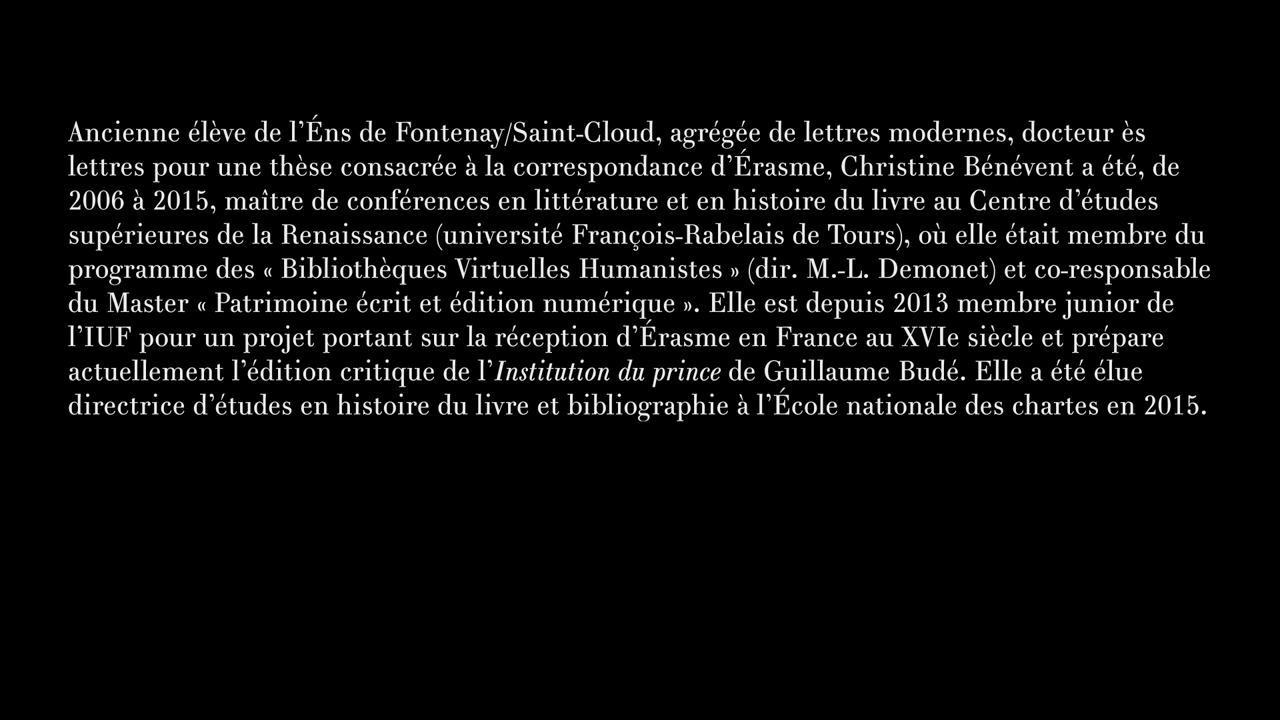 Ancienne élève de l’Éns de Fontenay/Saint-Cloud, agrégée de lettres modernes, docteur ès
lettres pour une thèse consacrée à la correspondance d’Érasme, Christine Bénévent a été, de
2006 à 2015, maître de conférences en littérature et en histoire du livre au Centre d’études
supérieures de la Renaissance (université François-Rabelais de Tours), où elle était membre du
programme des « Bibliothèques Virtuelles Humanistes » (dir. M.-L. Demonet) et co-responsable
du Master « Patrimoine écrit et édition numérique ». Elle est depuis 2013 membre junior de
l’IUF pour un projet portant sur la réception d’Érasme en France au XVIe siècle et prépare
actuellement l’édition critique de l’Institution du prince de Guillaume Budé. Elle a été élue
directrice d’études en histoire du livre et bibliographie à l’École nationale des chartes en 2015.